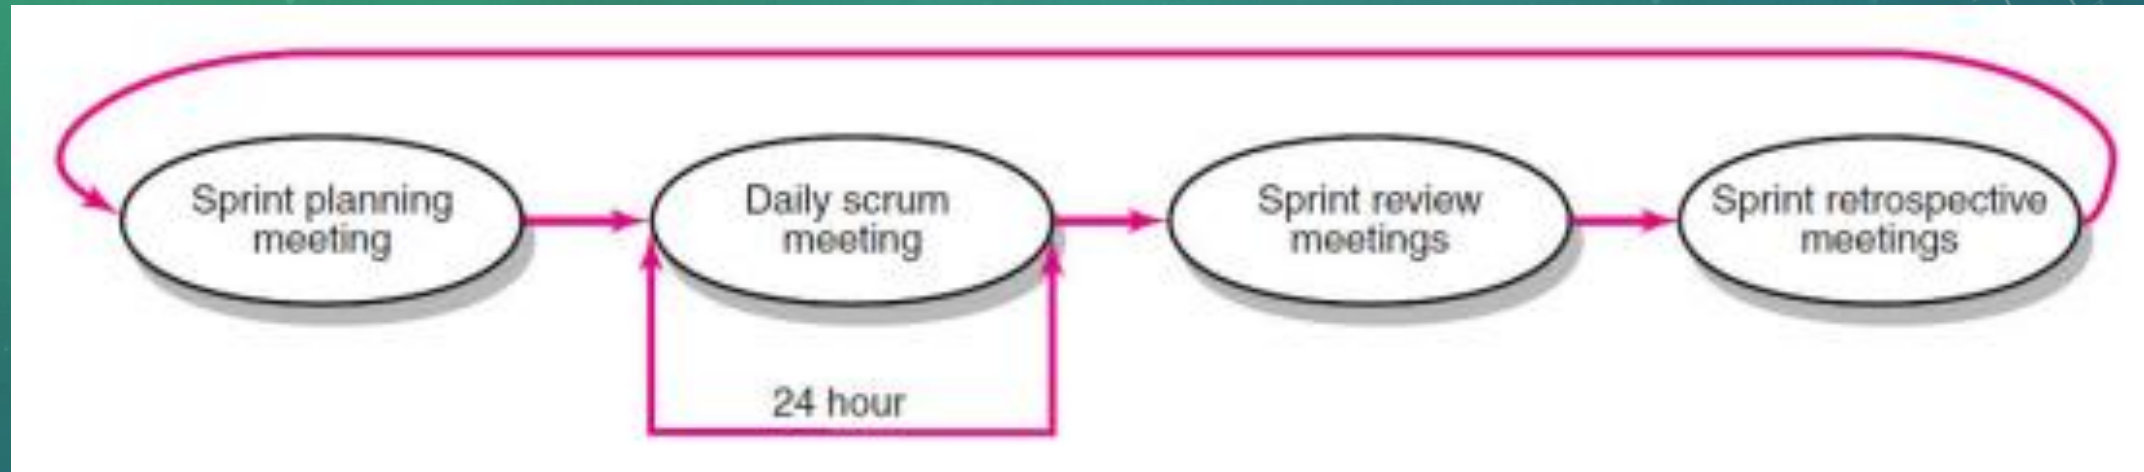 Sprint planning
meeting
Daily scrum
meeting
Sprint review
meetings
Sprint retrospective
meetings
24 hour